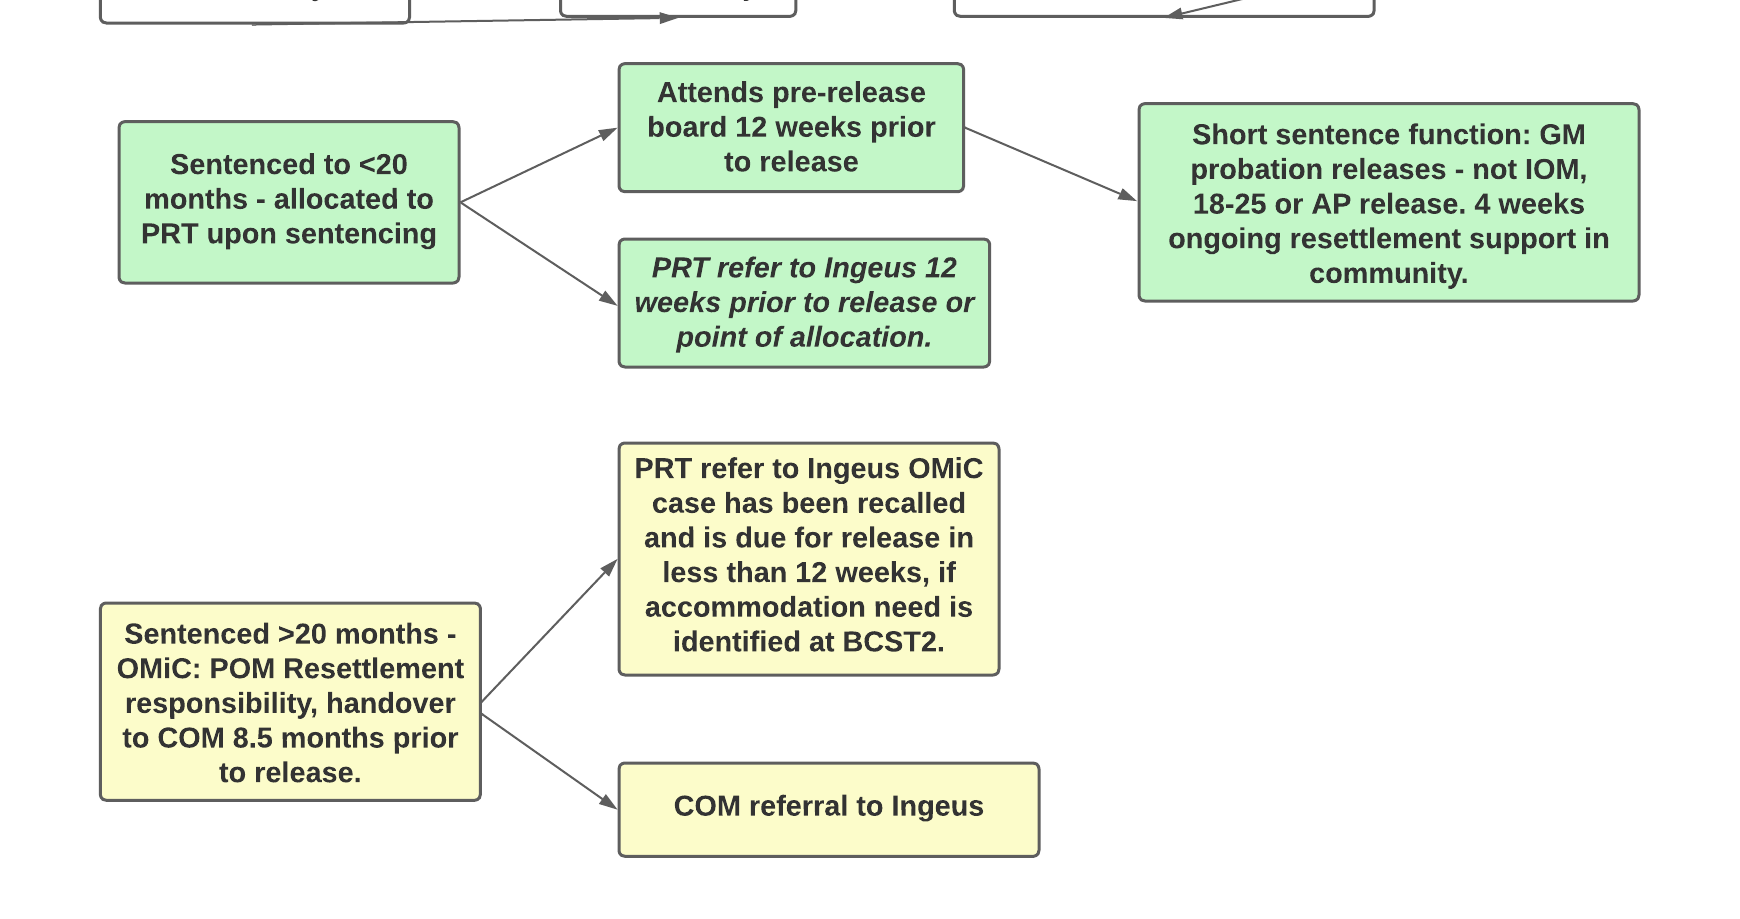 Sentenced to <20
months - allocated to
PRT upon sentencing
Attends pre-release
board 12 weeks prior
to release
PRT refer to Ingeus 12
weeks prior to release or
point of allocation.
Short sentence function: GM
probation releases - not IOM,
18-25 or AP release. 4 weeks
ongoing resettlement support in
community.
Sentenced >20 months -
OMiC: POM Resettlement
responsibility, handover
to COM 8.5 months prior
to release.
PRT refer to Ingeus OMiC
case has been recalled
and is due for release in
less than 12 weeks, if
accommodation need is
identified at BCST2.
COM referral to Ingeus